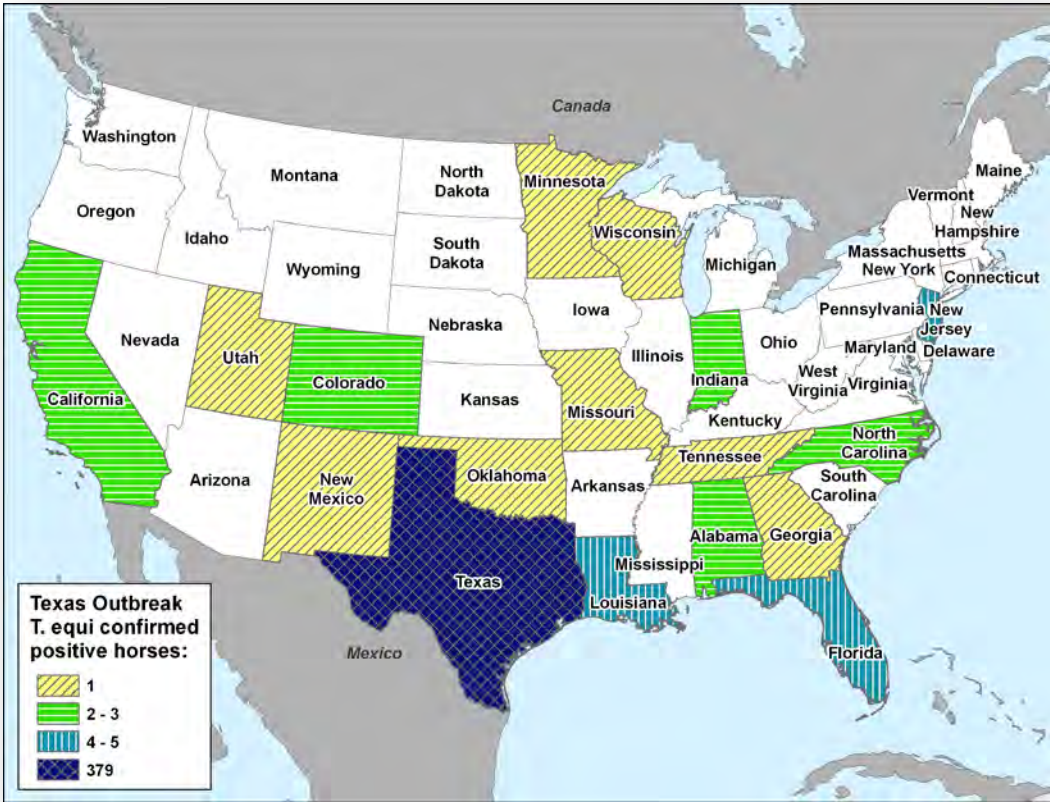 Canada
Washington
Montana
North
Dakota
Minnesota
Maine
Oregon
Idaho
South
Dakota
Wisconsin
Vermont
New
Hampshire
Wyoming
Michigan
Massachusetts
New York
Connecticut
Nebraska
Iowa
Pennsylvania
New
Jersey
Nevada
Utah
Colorado
Illinois
Indiana
Ohio
Maryland
Delaware
West
Virginia
Virginia
California
Kansas
Missouri
Kentucky
Arizona
New
Mexico
Oklahoma
Arkansas
Tennessee
North
Carolina
South
Carolina
Texas
Mississippi
Alabama
Georgia
Louisiana
Florida
Mexico
Texas Outbreak
T. equi confirmed
positive horses:
1
2 - 3
4 - 5
379